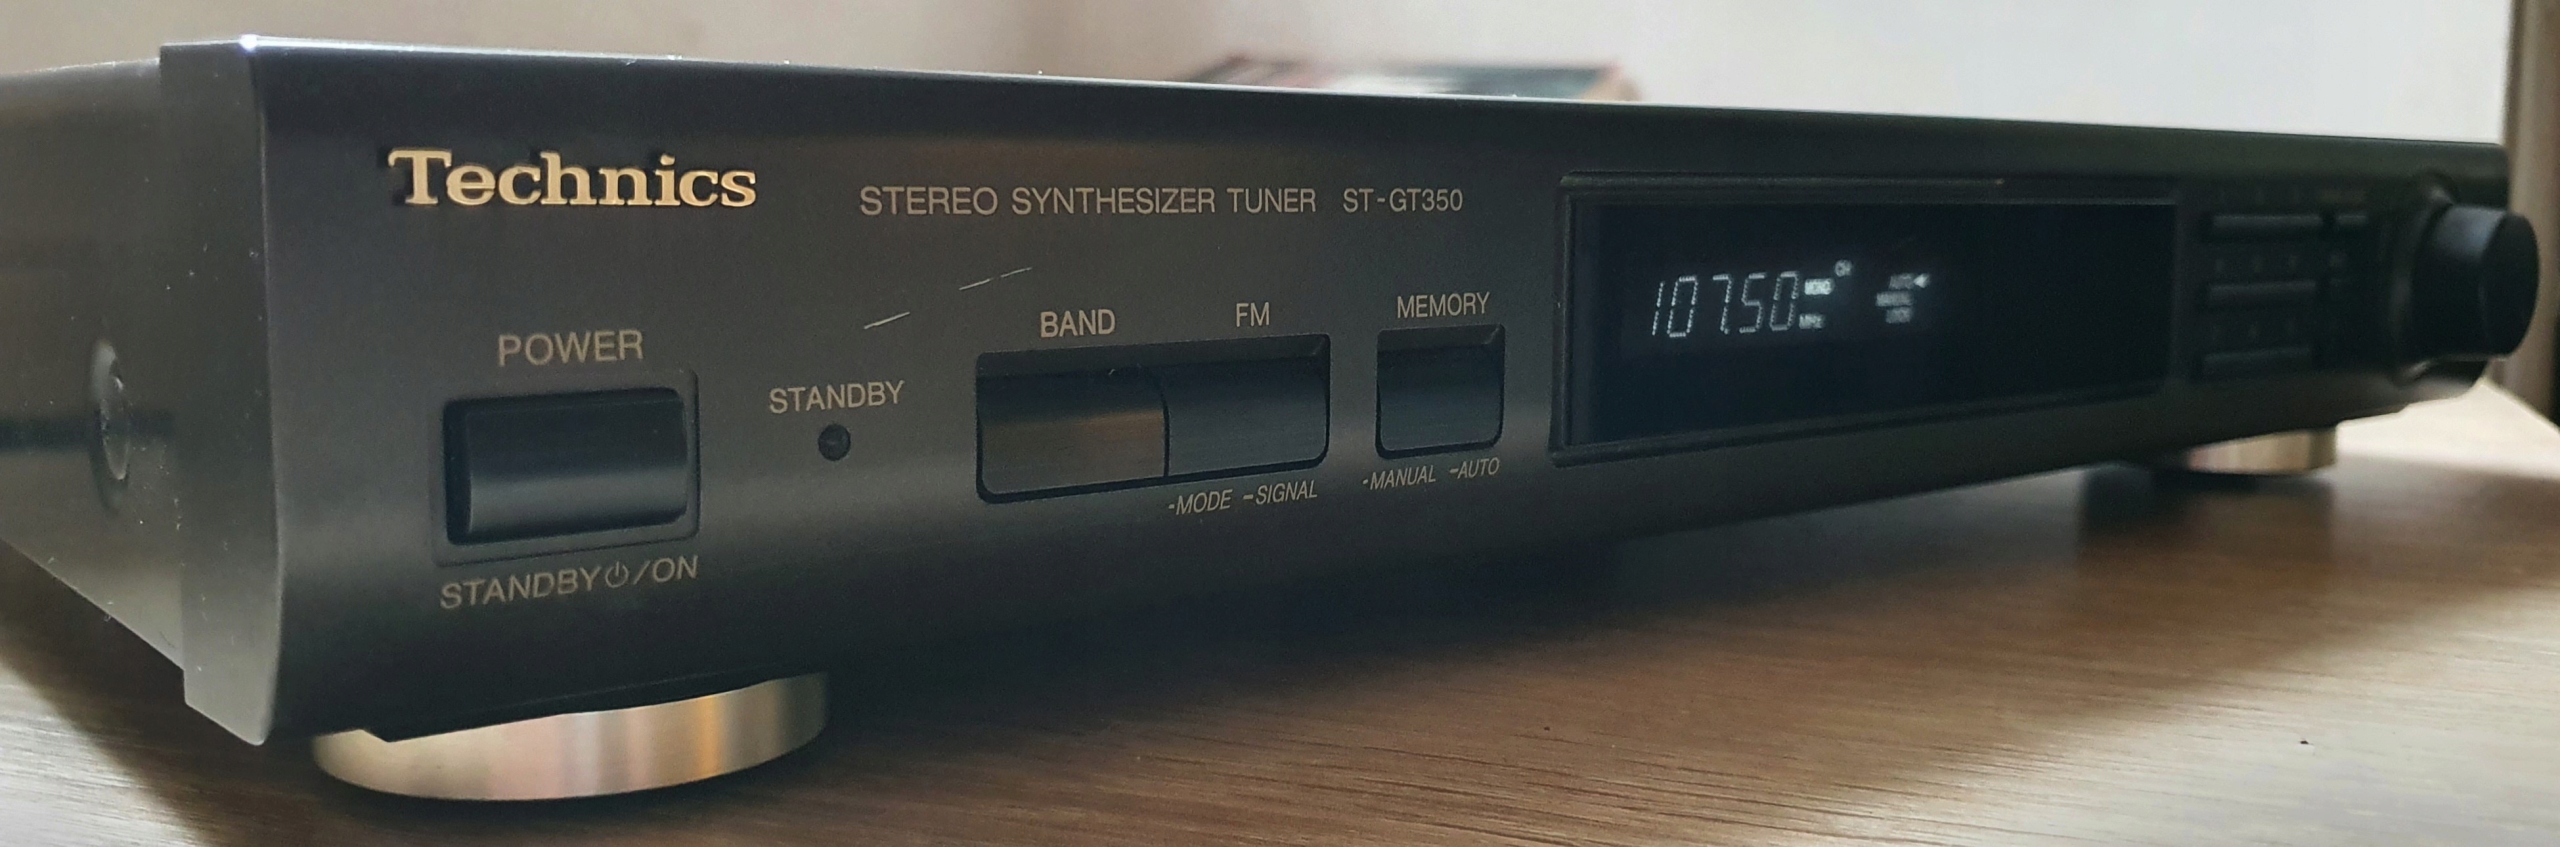 Technics
STEREO SYNTHESIZER TUNER ST-GT350
POWER
STANDBY
BAND
FM
MEMORY
-MODE -SIGNAL
-MANUAL -AUTO
STANDBY⏻/ON
107.50
MONO
CH
MHz
AUTO
MANUAL
LOCK